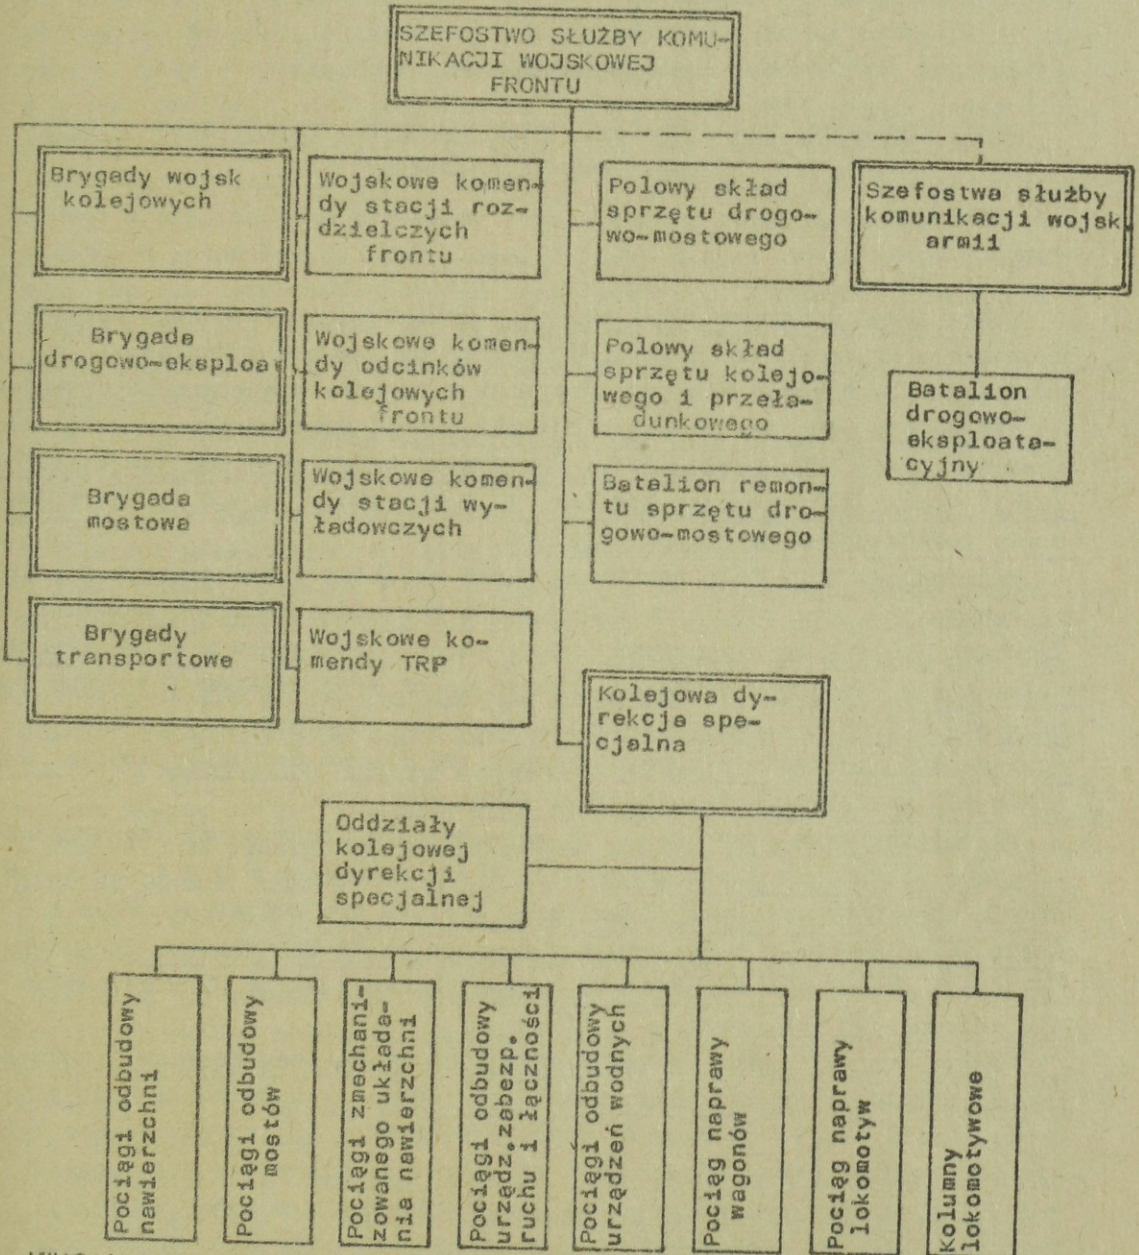 SZEFOSTWO SŁUŻBY KOMU-
NIKACJI WOJSKOWEJ
FRONTU
Brygady wojsk
kolejowych
Brygada
drogowo-eksploa
Brygada
mostowa
Brygady
transportowe
Wojskowe komen-
dy stacji roz-
dzielczych
frontu
Wojskowe komen-
dy odcinków
kolejowych
frontu
Wojskowe komen-
dy stacji wy-
ładowczych
Wojskowe ko-
mendy TRP
Polowy skład
sprzętu drogo-
wo-mostowego
Polowy skład
sprzętu kolejo-
wego i przeła-
dunkowego
Batalion remon-
tu sprzętu dro-
gowo-mostowego
Kolejowa dy-
rekcja spe-
cjalna
Szefostwa służby
komunikacji wojsk
armii
Batalion
drogowo-
eksploata-
cyjny
Oddziały
kolejowej
dyrekcji
specjalnej
Pociągi odbudowy
nawierzchni
Pociągi odbudowy
mostów
Pociągi zmechani-
zowanego układa-
nia nawierzchni
Pociągi odbudowy
urządz.zabezp.
ruchu i łączności
Pociągi odbudowy
urządzeń wodnych
Pociąg naprawy
wagonów
Pociąg naprawy
lokomotyw
Kolumny
lokomotywowe